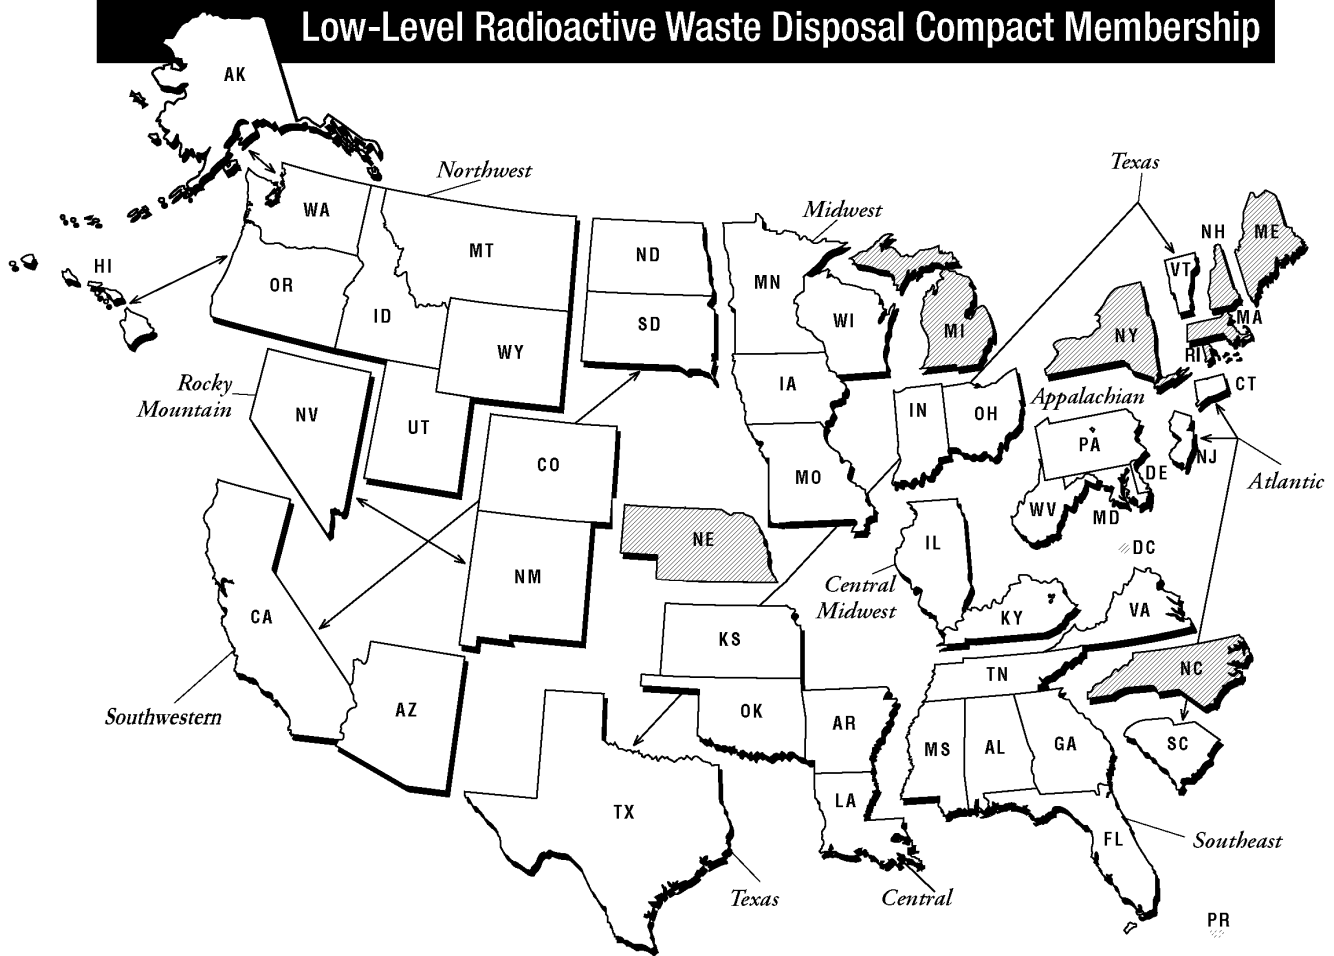 Low-Level Radioactive Waste Disposal Compact Membership
AK
Texas
Northwest
Midwest
WA
NH
ME
MT
ND
HI
VT
OR
MN
ID
SD
WI
MA
MI
NY
WY
RI
Rocky
Mountain
IA
CT
Appalachian
NV
UT
IN
OH
PA
CO
NJ
DE
MO
Atlantic
WV
MD
NE
IL
DC
NM
Central
Midwest
CA
KY
VA
KS
TN
NC
Southwestern
AZ
OK
AR
MS
AL
GA
SC
LA
TX
FL
Southeast
Texas
Central
PR